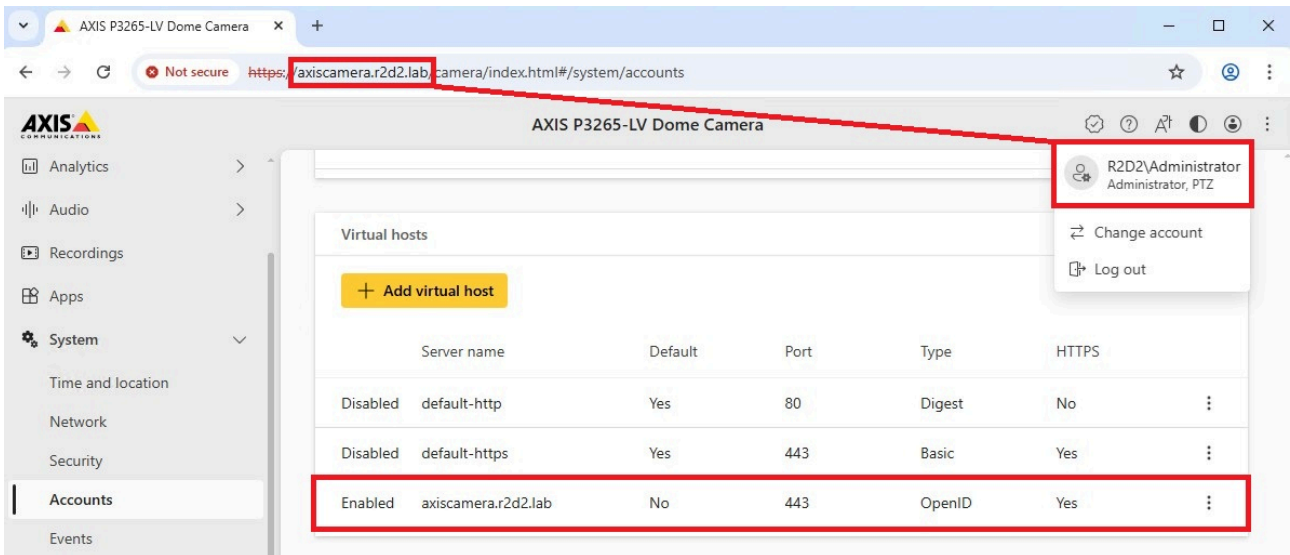 AXIS P3265-LV Dome Camera
Not secure https://axiscamera.r2d2.lab/camera/index.html#/system/accounts
AXIS
COMMUNICATIONS
AXIS P3265-LV Dome Camera
R2D2\Administrator
Administrator, PTZ
Change account
Log out
Analytics
Audio
Recordings
Apps
System
Time and location
Network
Security
Accounts
Events
Virtual hosts
+ Add virtual host
Server name Default Port Type HTTPS
Disabled default-http Yes 80 Digest No
Disabled default-https Yes 443 Basic Yes
Enabled axiscamera.r2d2.lab No 443 OpenID Yes